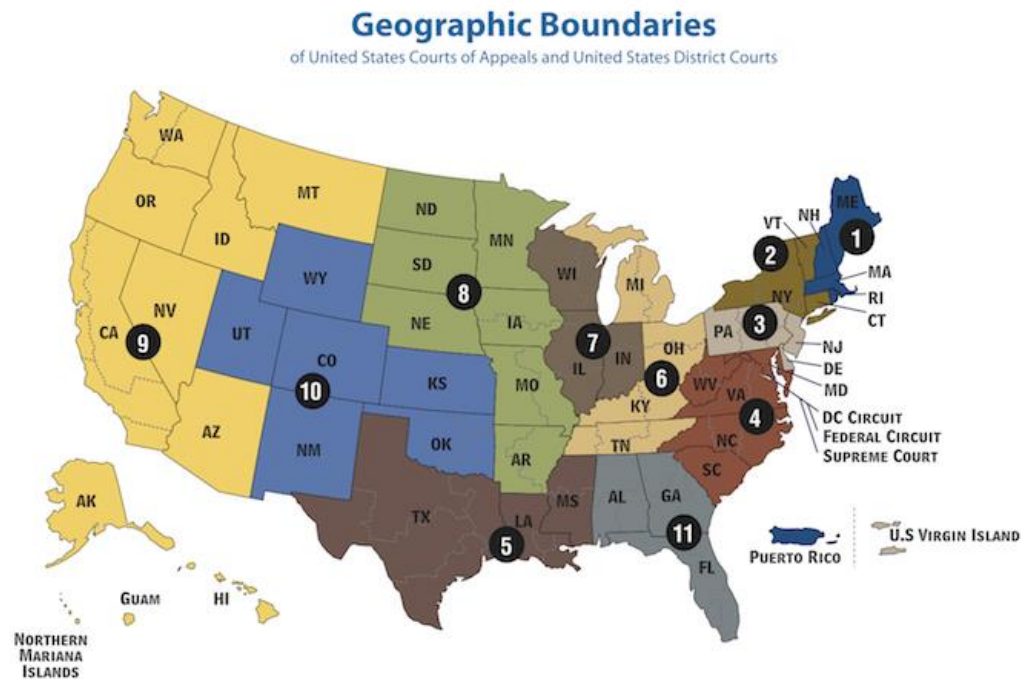 Geographic Boundaries
of United States Courts of Appeals and United States District Courts
WA
MT
OR
ID
ND
MN
SD
WY
8
WI
MI
NE
IA
7
NV
CA
9
UT
CO
10
KS
MO
IL
IN
OH
6
KY
WV
VA
4
AZ
NM
OK
AR
TN
NC
SC
TX
LA
5
MS
AL
GA
11
FL
VT
NH
ME
1
2
MA
NY
RI
CT
3
PA
NJ
DE
MD
DC CIRCUIT
FEDERAL CIRCUIT
SUPREME COURT
AK
GUAM
HI
NORTHERN
MARIANA
ISLANDS
PUERTO RICO
U.S VIRGIN ISLAND